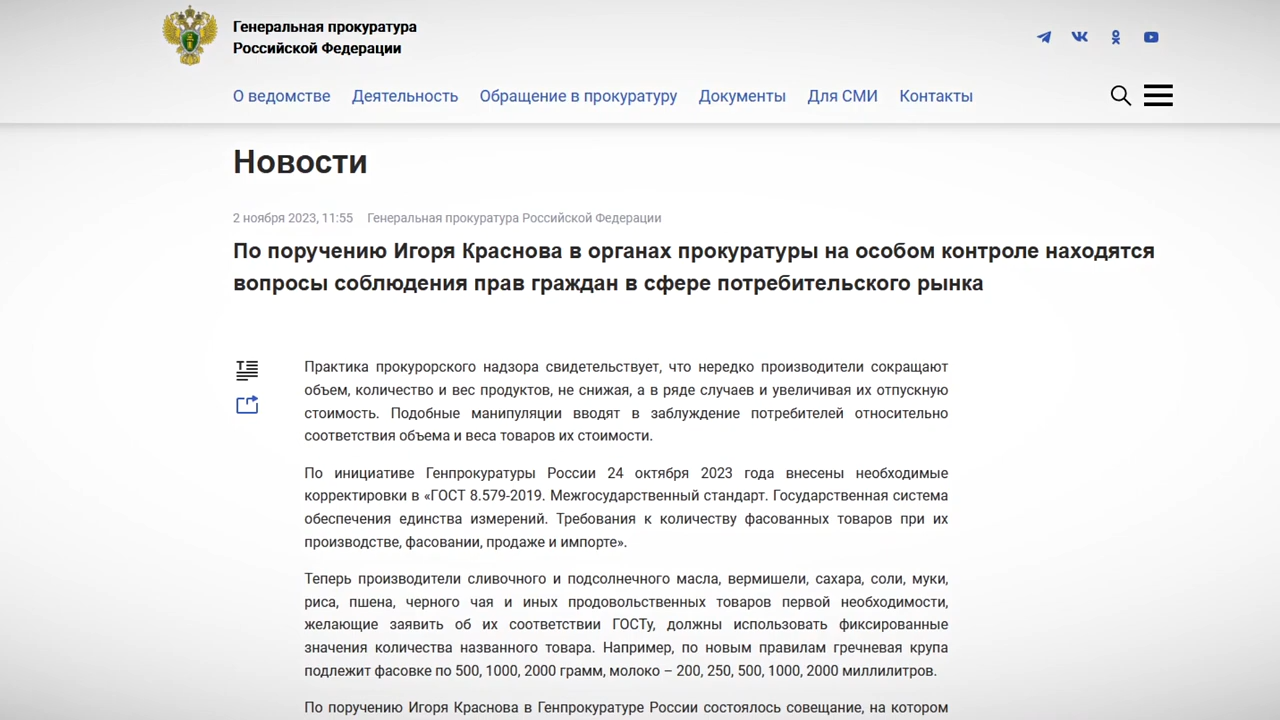 Генеральная прокуратура
Российской Федерации
О ведомстве Деятельность Обращение в прокуратуру Документы Для СМИ Контакты
Новости
2 ноября 2023, 11:55 Генеральная прокуратура Российской Федерации
По поручению Игоря Краснова в органах прокуратуры на особом контроле находятся
вопросы соблюдения прав граждан в сфере потребительского рынка
Практика прокурорского надзора свидетельствует, что нередко производители сокращают
объем, количество и вес продуктов, не снижая, а в ряде случаев и увеличивая их отпускную
стоимость. Подобные манипуляции вводят в заблуждение потребителей относительно
соответствия объема и веса товаров их стоимости.
По инициативе Генпрокуратуры России 24 октября 2023 года внесены необходимые
корректировки в «ГОСТ 8.579-2019. Межгосударственный стандарт. Государственная система
обеспечения единства измерений. Требования к количеству фасованных товаров при их
производстве, фасовании, продаже и импорте».
Теперь производители сливочного и подсолнечного масла, вермишели, сахара, соли, муки,
риса, пшена, черного чая и иных продовольственных товаров первой необходимости,
желающие заявить об их соответствии ГОСТу, должны использовать фиксированные
значения количества названного товара. Например, по новым правилам гречневая крупа
подлежит фасовке по 500, 1000, 2000 грамм, молоко – 200, 250, 500, 1000, 2000 миллилитров.
По поручению Игоря Краснова в Генпрокуратуре России состоялось совещание, на котором